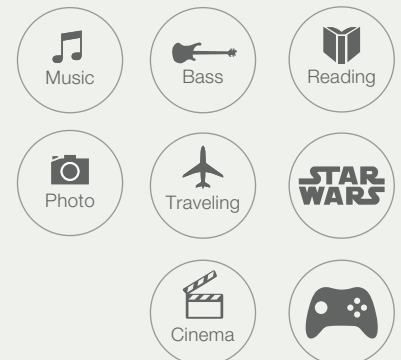 Music
Bass
Reading
Photo
Traveling
STAR
WARS
Cinema